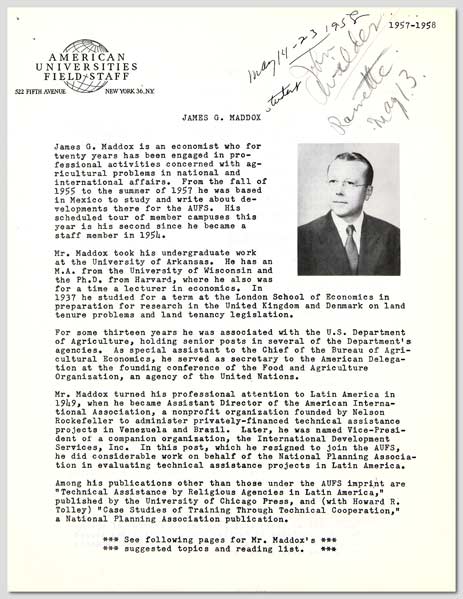 AMERICAN
UNIVERSITIES
FIELD STAFF
522 FIFTH AVENUE NEW YORK 36, N.Y.
May 14-23 1958
1957-1958
John
Walker
May 13.
JAMES G. MADDOX
James G. Maddox is an economist who for
twenty years has been engaged in pro-
fessional activities concerned with ag-
ricultural problems in national and
international affairs. From the fall of
1955 to the summer of 1957 he was based
in Mexico to study and write about de-
velopments there for the AUFS. His
scheduled tour of member campuses this
year is his second since he became a
staff member in 1954.
Mr. Maddox took his undergraduate work
at the University of Arkansas. He has an
M.A. from the University of Wisconsin and
the Ph.D. from Harvard, where he also was
for a time a lecturer in economics. In
1937 he studied for a term at the London School of Economics in
preparation for research in the United Kingdom and Denmark on land
tenure problems and land tenancy legislation.
For some thirteen years he was associated with the U.S. Department
of Agriculture, holding senior posts in several of the Department's
agencies. As special assistant to the Chief of the Bureau of Agri-
cultural Economics, he served as secretary to the American Delega-
tion at the founding conference of the Food and Agriculture
Organization, an agency of the United Nations.
Mr. Maddox turned his professional attention to Latin America in
1949, when he became Assistant Director of the American Interna-
tional Association, a nonprofit organization founded by Nelson
Rockefeller to administer privately-financed technical assistance
projects in Venezuela and Brazil. Later, he was named Vice-Presi-
dent of a companion organization, the International Development
Services, Inc. In this post, which he resigned to join the AUFS,
he did considerable work on behalf of the National Planning Associa-
tion in evaluating technical assistance projects in Latin America.
Among his publications other than those under the AUFS imprint are
"Technical Assistance by Religious Agencies in Latin America,"
published by the University of Chicago Press, and (with Howard R.
Tolley) "Case Studies of Training Through Technical Cooperation,"
a National Planning Association publication.
*** See following pages for Mr. Maddox's ***
*** suggested topics and reading list. ***